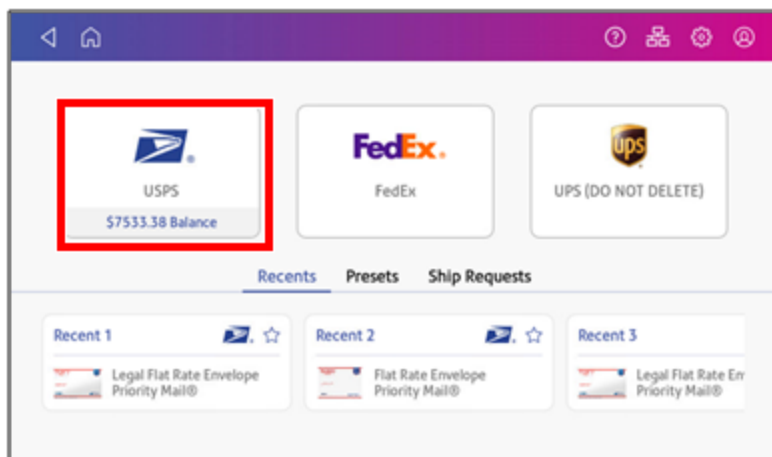 FedEx.
ups
USPS
FedEx
UPS (DO NOT DELETE)
$7533.38 Balance
Recents
Presets
Ship Requests
Recent 1
Recent 2
Recent 3
Legal Flat Rate Envelope
Priority Mail®
Flat Rate Envelope
Priority Mail®
Legal Flat Rate En
Priority Mail®